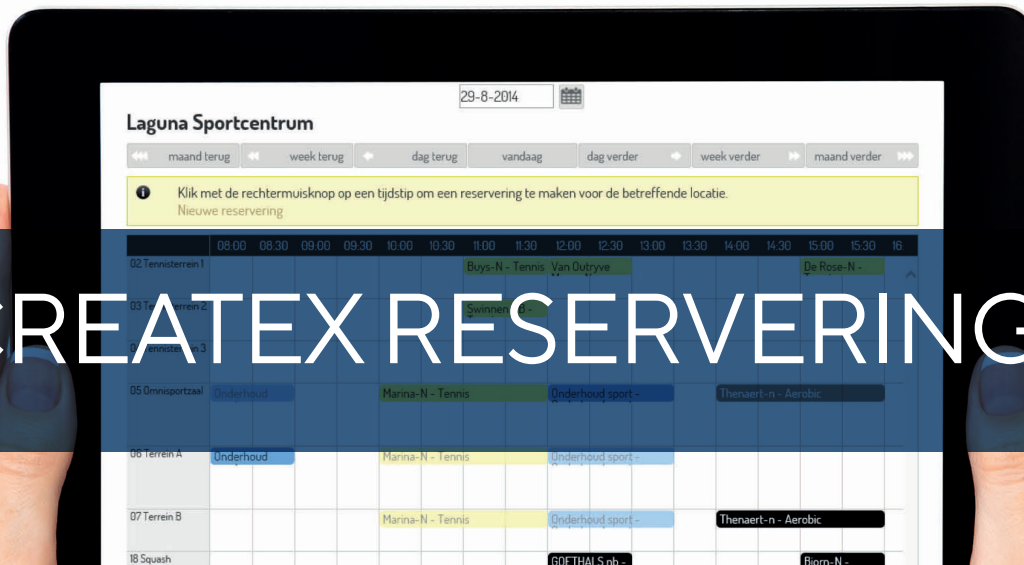 29-8-2014
Laguna Sportcentrum
maand terug week terug dag terug vandaag dag verder week verder maand verder
Klik met de rechtermuisknop op een tijdstip om een reservering te maken voor de betreffende locatie.
Nieuwe reservering
08:00 08:30 09:00 09:30 10:00 10:30 11:00 11:30 12:00 12:30 13:00 13:30 14:00 14:30 15:00 15:30 16:
02 Tennisterrein 1 Buys-N - Tennis Van Outryve De Rose-N -
03 Tennisterrein 2 Swinnen
CREATEX RESERVERING
05 Omnisportzaal Onderhoud Marina-N - Tennis Onderhoud sport - Thenaert-n - Aerobic
06 Terrein A Onderhoud Marina-N - Tennis Onderhoud sport -
07 Terrein B Marina-N - Tennis Onderhoud sport - Thenaert-n - Aerobic
18 Squash GOETHALS nb - Bjorn-N -